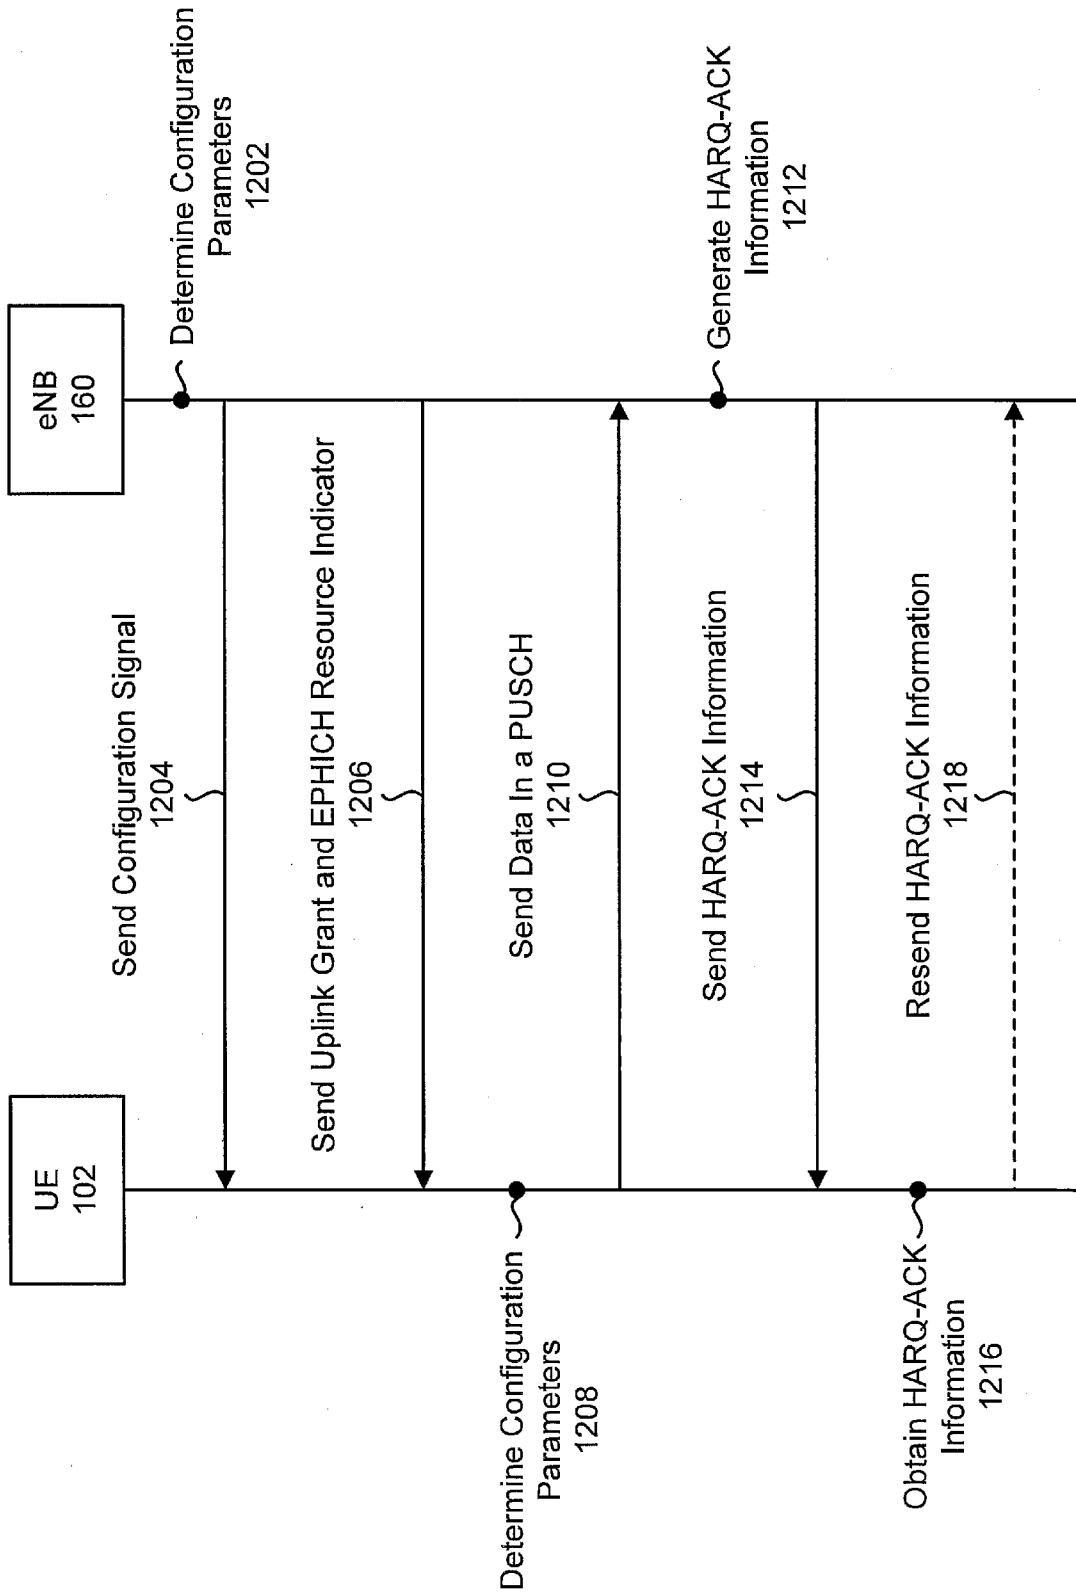 UE
102
eNB
160
Determine Configuration
Parameters
1202
Send Configuration Signal
1204
Send Uplink Grant and EPHICH Resource Indicator
1206
Determine Configuration
Parameters
1208
Send Data In a PUSCH
1210
Generate HARQ-ACK
Information
1212
Send HARQ-ACK Information
1214
Obtain HARQ-ACK
Information
1216
Resend HARQ-ACK Information
1218